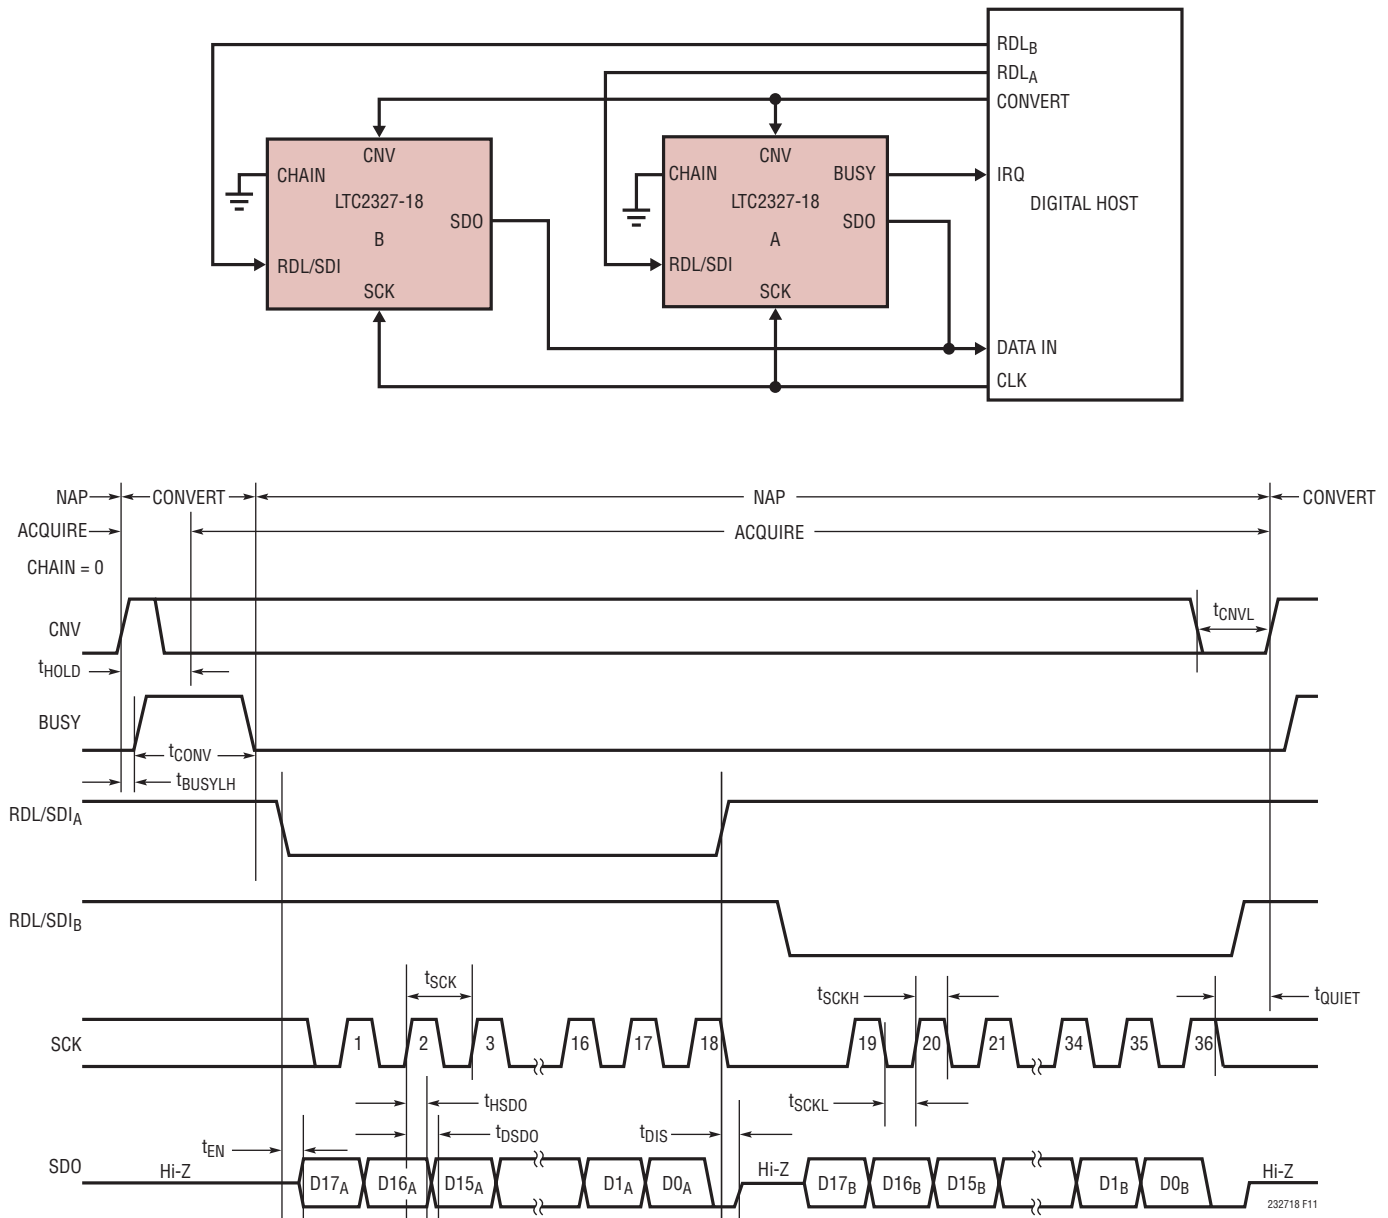 RDLB
RDLA
CONVERT
CNV
CNV
CHAIN
CHAIN
BUSY
IRQ
LTC2327-18
LTC2327-18
DIGITAL HOST
SDO
SDO
B
A
RDL/SDI
RDL/SDI
SCK
SCK
DATA IN
CLK
NAP
CONVERT
NAP
CONVERT
ACQUIRE
ACQUIRE
CHAIN = 0
CNV
tCNVL
tHOLD
BUSY
tCONV
tBUSYLH
RDL/SDIA
RDL/SDIB
tSCK
tSCKH
tQUIET
SCK
1
2
3
16
17
18
19
20
21
34
35
36
tHSDO
tSCKL
tEN
tDSDO
tDIS
SDO
Hi-Z
D17A
D16A
D15A
D1A
D0A
Hi-Z
D17B
D16B
D15B
D1B
D0B
Hi-Z
232718 F11